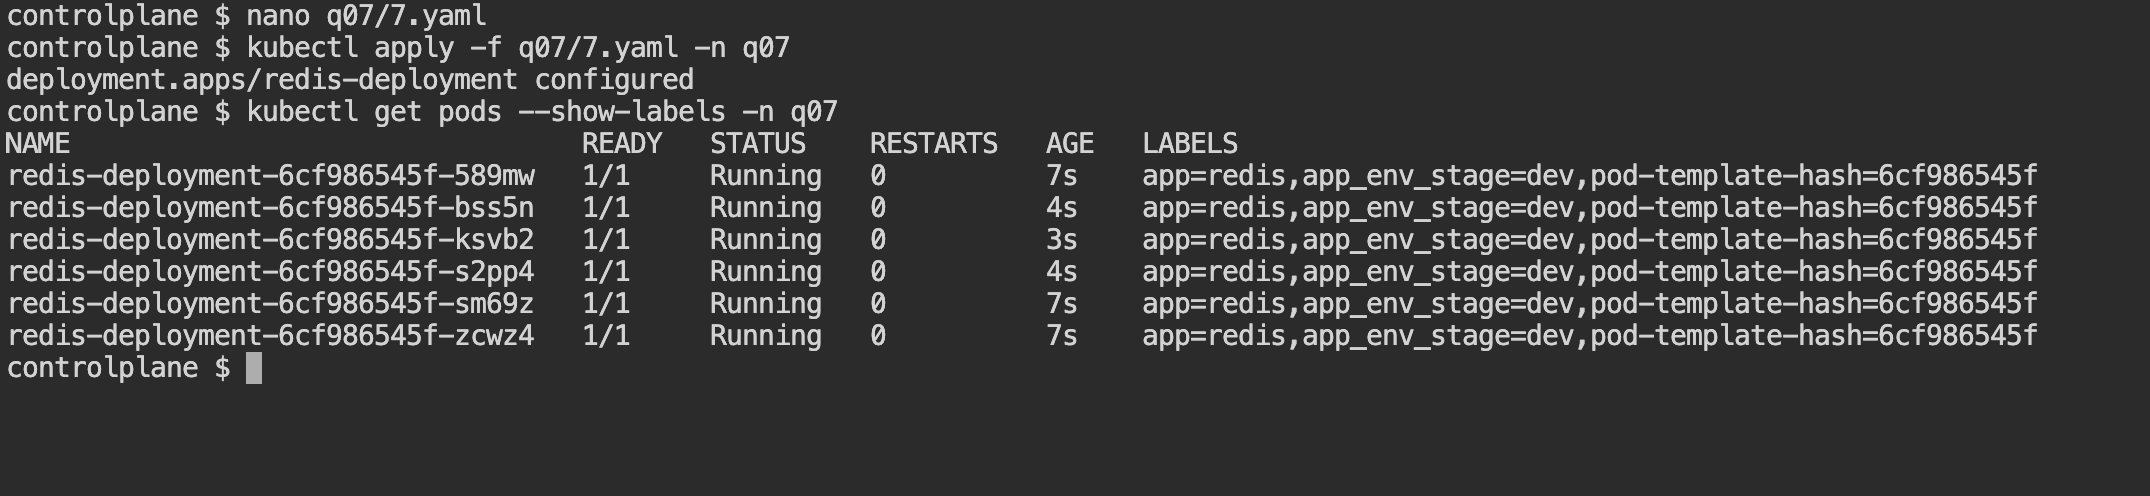 controlplane $ nano q07/7.yaml
controlplane $ kubectl apply -f q07/7.yaml -n q07
deployment.apps/redis-deployment configured
controlplane $ kubectl get pods --show-labels -n q07
NAME READY STATUS RESTARTS AGE LABELS
redis-deployment-6cf986545f-589mw 1/1 Running 0 7s app=redis,app_env_stage=dev,pod-template-hash=6cf986545f
redis-deployment-6cf986545f-bss5n 1/1 Running 0 4s app=redis,app_env_stage=dev,pod-template-hash=6cf986545f
redis-deployment-6cf986545f-ksvb2 1/1 Running 0 3s app=redis,app_env_stage=dev,pod-template-hash=6cf986545f
redis-deployment-6cf986545f-s2pp4 1/1 Running 0 4s app=redis,app_env_stage=dev,pod-template-hash=6cf986545f
redis-deployment-6cf986545f-sm69z 1/1 Running 0 7s app=redis,app_env_stage=dev,pod-template-hash=6cf986545f
redis-deployment-6cf986545f-zcwz4 1/1 Running 0 7s app=redis,app_env_stage=dev,pod-template-hash=6cf986545f
controlplane $